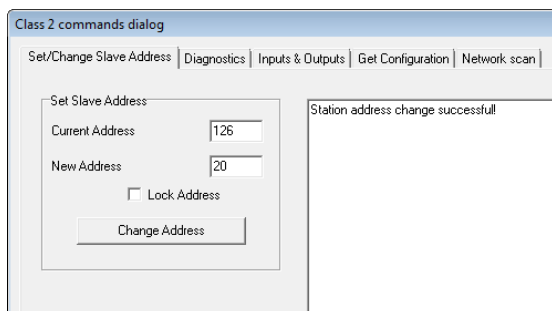 Class 2 commands dialog
Set/Change Slave Address Diagnostics Inputs & Outputs Get Configuration Network scan
Set Slave Address
Current Address 126
New Address 20
Lock Address
Change Address
Station address change successful!